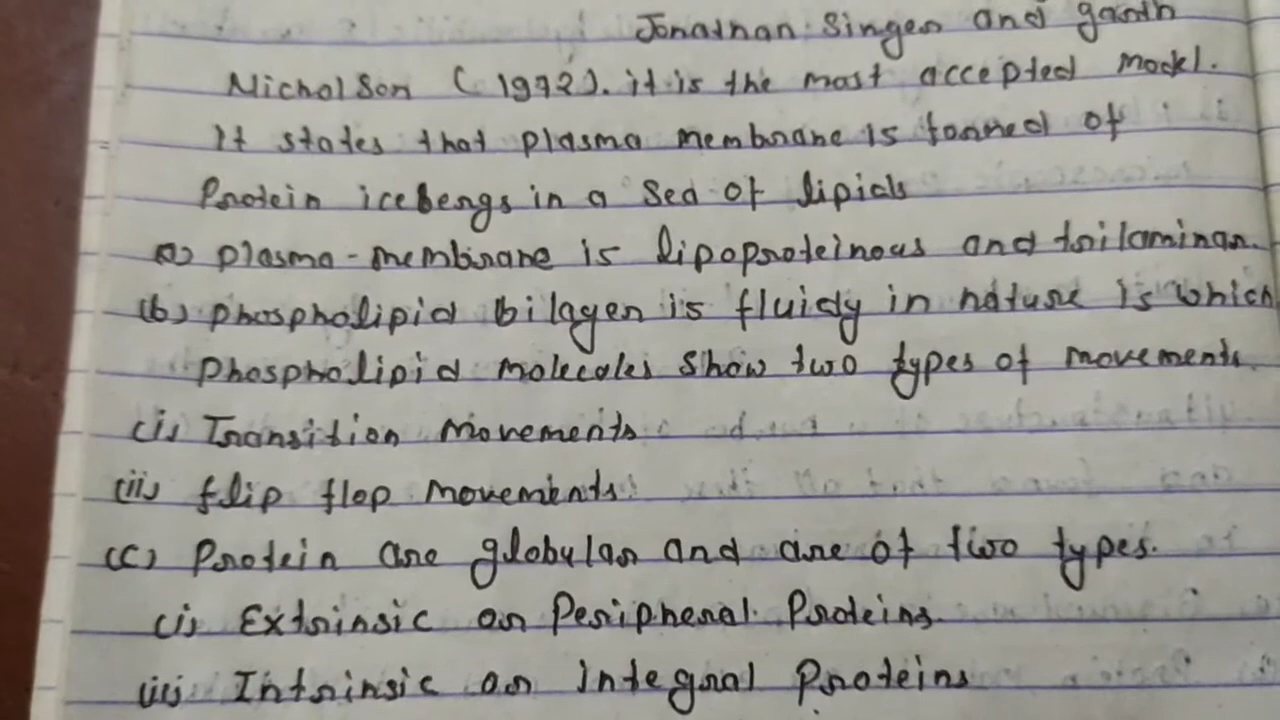 Jonathan Singer and garth
Nicholson (1972). it is the most accepted model.
It states that plasma membrane is formed of
Protein icebergs in a Sea of lipids
a) plasma-membrane is lipoproteinous and trilaminar.
(b) phospholipid bilayer is fluidy in nature is which
Phospholipid molecules Show two types of movements
(i) Transition Movements
(ii) flip flop Movements
(c) Protein are globular and are of two types.
(i) Extrinsic or Peripheral Proteins.
(ii) Intrinsic or integral Proteins